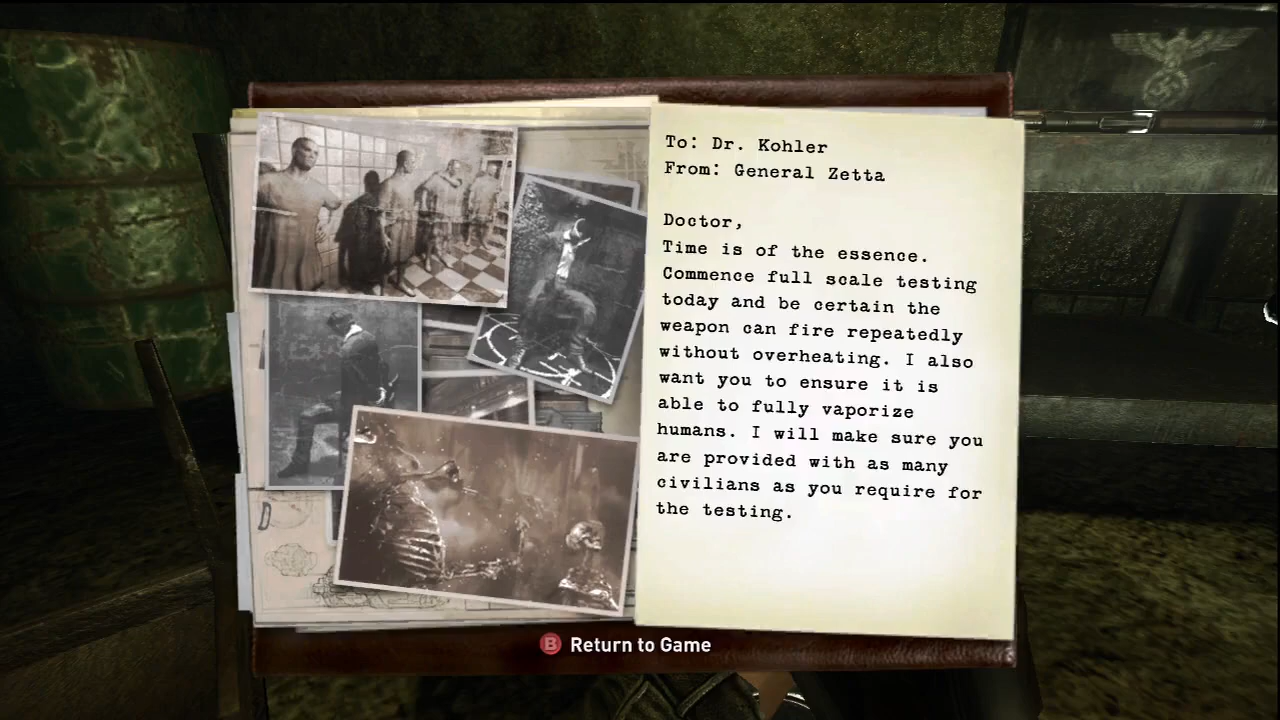 To: Dr. Kohler
From: General Zetta
Doctor,
Time is of the essence.
Commence full scale testing
today and be certain the
weapon can fire repeatedly
without overheating. I also
want you to ensure it is
able to fully vaporize
humans. I will make sure you
are provided with as many
civilians as you require for
the testing.
B Return to Game